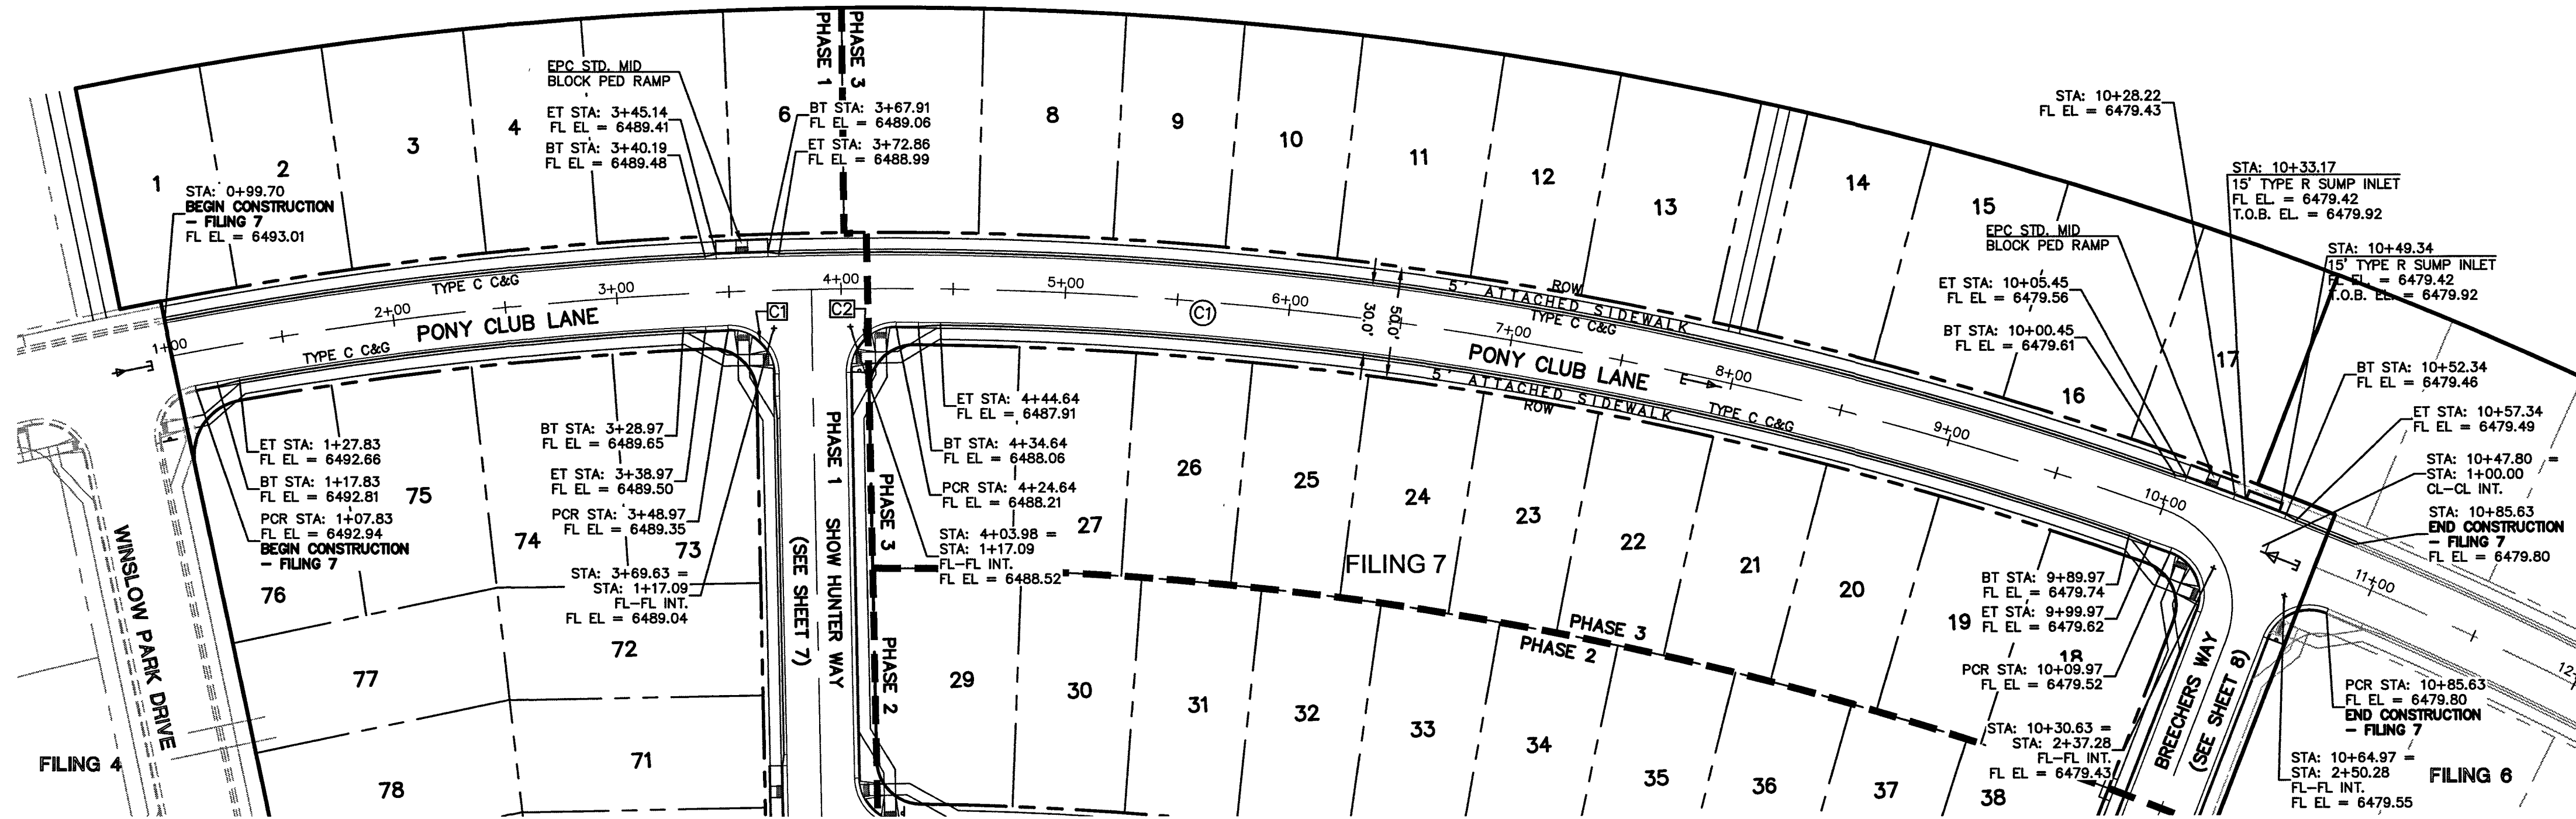 PHASE 1
PHASE 3
EPC STD. MID
BLOCK PED RAMP
ET STA: 3+45.14
FL EL = 6489.41
BT STA: 3+40.19
FL EL = 6489.48
BT STA: 3+67.91
FL EL = 6489.06
ET STA: 3+72.86
FL EL = 6488.99
1
2
3
4
6
8
9
10
11
12
13
14
15
16
17
STA: 0+99.70
BEGIN CONSTRUCTION
- FILING 7
FL EL = 6493.01
STA: 10+28.22
FL EL = 6479.43
STA: 10+33.17
15' TYPE R SUMP INLET
FL EL. = 6479.42
T.O.B. EL. = 6479.92
EPC STD. MID
BLOCK PED RAMP
STA: 10+49.34
15' TYPE R SUMP INLET
FL EL. = 6479.42
T.O.B. EL. = 6479.92
ET STA: 10+05.45
FL EL = 6479.56
BT STA: 10+00.45
FL EL = 6479.61
BT STA: 10+52.34
FL EL = 6479.46
ET STA: 10+57.34
FL EL = 6479.49
STA: 10+47.80 =
STA: 1+00.00
CL-CL INT.
STA: 10+85.63
END CONSTRUCTION
- FILING 7
FL EL = 6479.80
TYPE C C&G
1+00
2+00
3+00
4+00
5+00
6+00
7+00
8+00
9+00
10+00
11+00
PONY CLUB LANE
TYPE C C&G
C1
C2
C1
ROW
5' ATTACHED SIDEWALK
TYPE C C&G
30.0'
50.0'
PONY CLUB LANE
E
5' ATTACHED SIDEWALK
ROW
TYPE C C&G
ET STA: 1+27.83
FL EL = 6492.66
BT STA: 1+17.83
FL EL = 6492.81
PCR STA: 1+07.83
FL EL = 6492.94
BEGIN CONSTRUCTION
- FILING 7
BT STA: 3+28.97
FL EL = 6489.65
ET STA: 3+38.97
FL EL = 6489.50
PCR STA: 3+48.97
FL EL = 6489.35
STA: 3+69.63 =
STA: 1+17.09
FL-FL INT.
FL EL = 6489.04
ET STA: 4+44.64
FL EL = 6487.91
BT STA: 4+34.64
FL EL = 6488.06
PCR STA: 4+24.64
FL EL = 6488.21
STA: 4+03.98 =
STA: 1+17.09
FL-FL INT.
FL EL = 6488.52
PHASE 1
SHOW HUNTER WAY
(SEE SHEET 7)
PHASE 3
PHASE 2
WINSLOW PARK DRIVE
FILING 4
75
74
73
76
77
72
71
78
27
26
25
24
23
22
21
20
19
18
FILING 7
PHASE 3
PHASE 2
29
30
31
32
33
34
35
36
37
38
BT STA: 9+89.97
FL EL = 6479.74
ET STA: 9+99.97
FL EL = 6479.62
PCR STA: 10+09.97
FL EL = 6479.52
STA: 10+30.63 =
STA: 2+37.28
FL-FL INT.
FL EL = 6479.43
BREECHERS WAY
(SEE SHEET 8)
PCR STA: 10+85.63
FL EL = 6479.80
END CONSTRUCTION
- FILING 7
STA: 10+64.97 =
STA: 2+50.28
FL-FL INT.
FL EL = 6479.55
FILING 6